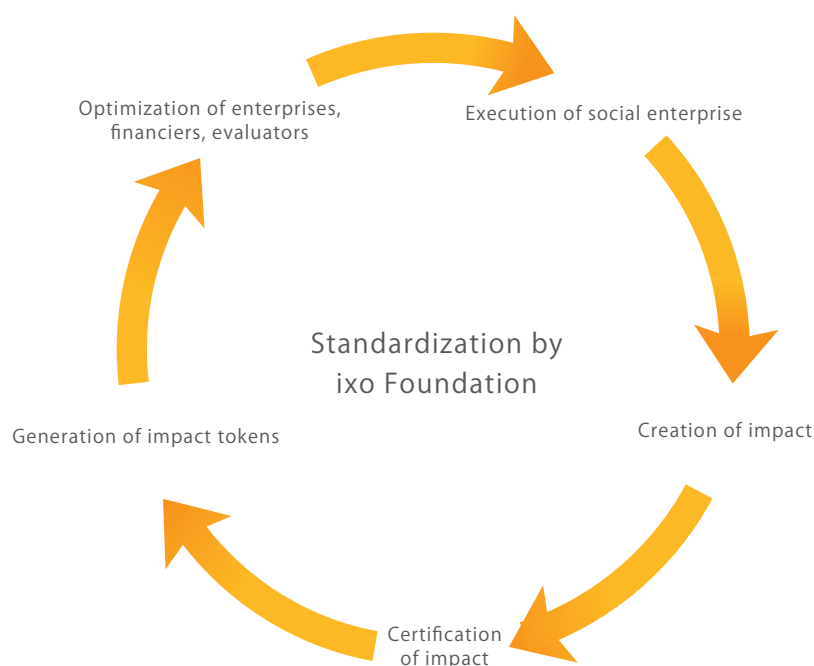 Optimization of enterprises,
financiers, evaluators
Execution of social enterprise
Standardization by
ixo Foundation
Generation of impact tokens
Creation of impact
Certification
of impact